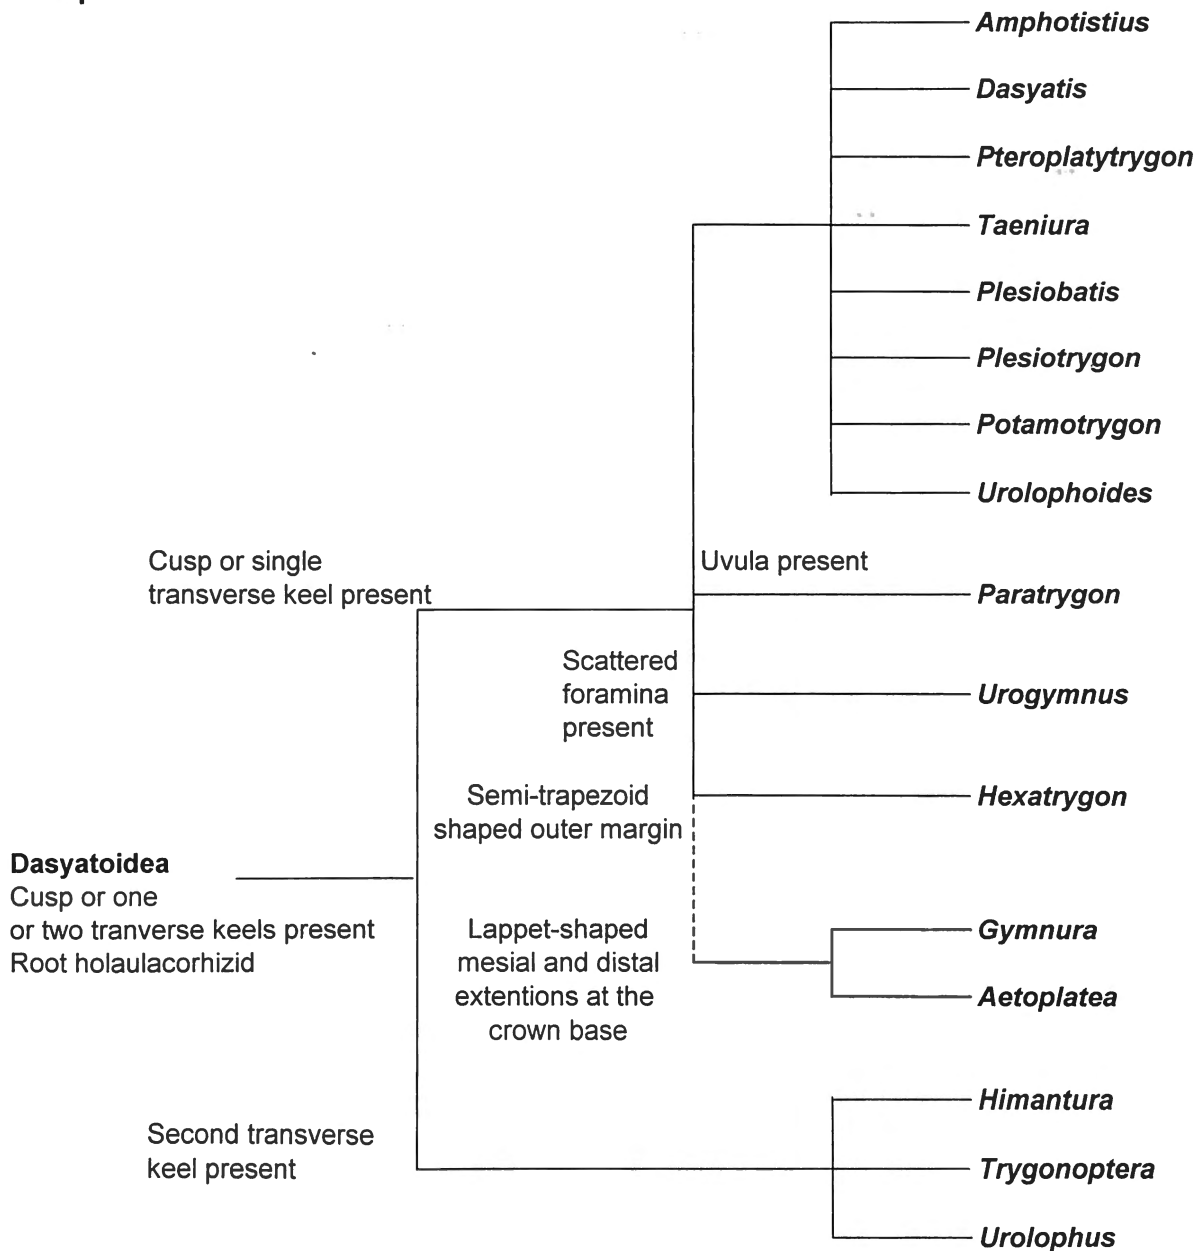 Amphotistius
Dasyatis
Pteroplatytrygon
Taeniura
Plesiobatis
Plesiotrygon
Potamotrygon
Urolophoides
Cusp or single
transverse keel present
Uvula present
Paratrygon
Scattered
foramina
present
Urogymnus
Semi-trapezoid
shaped outer margin
Hexatrygon
Dasyatoidea
Cusp or one
or two tranverse keels present
Root holaulacorhizid
Lappet-shaped
mesial and distal
extentions at the
crown base
Gymnura
Aetoplatea
Second transverse
keel present
Himantura
Trygonoptera
Urolophus